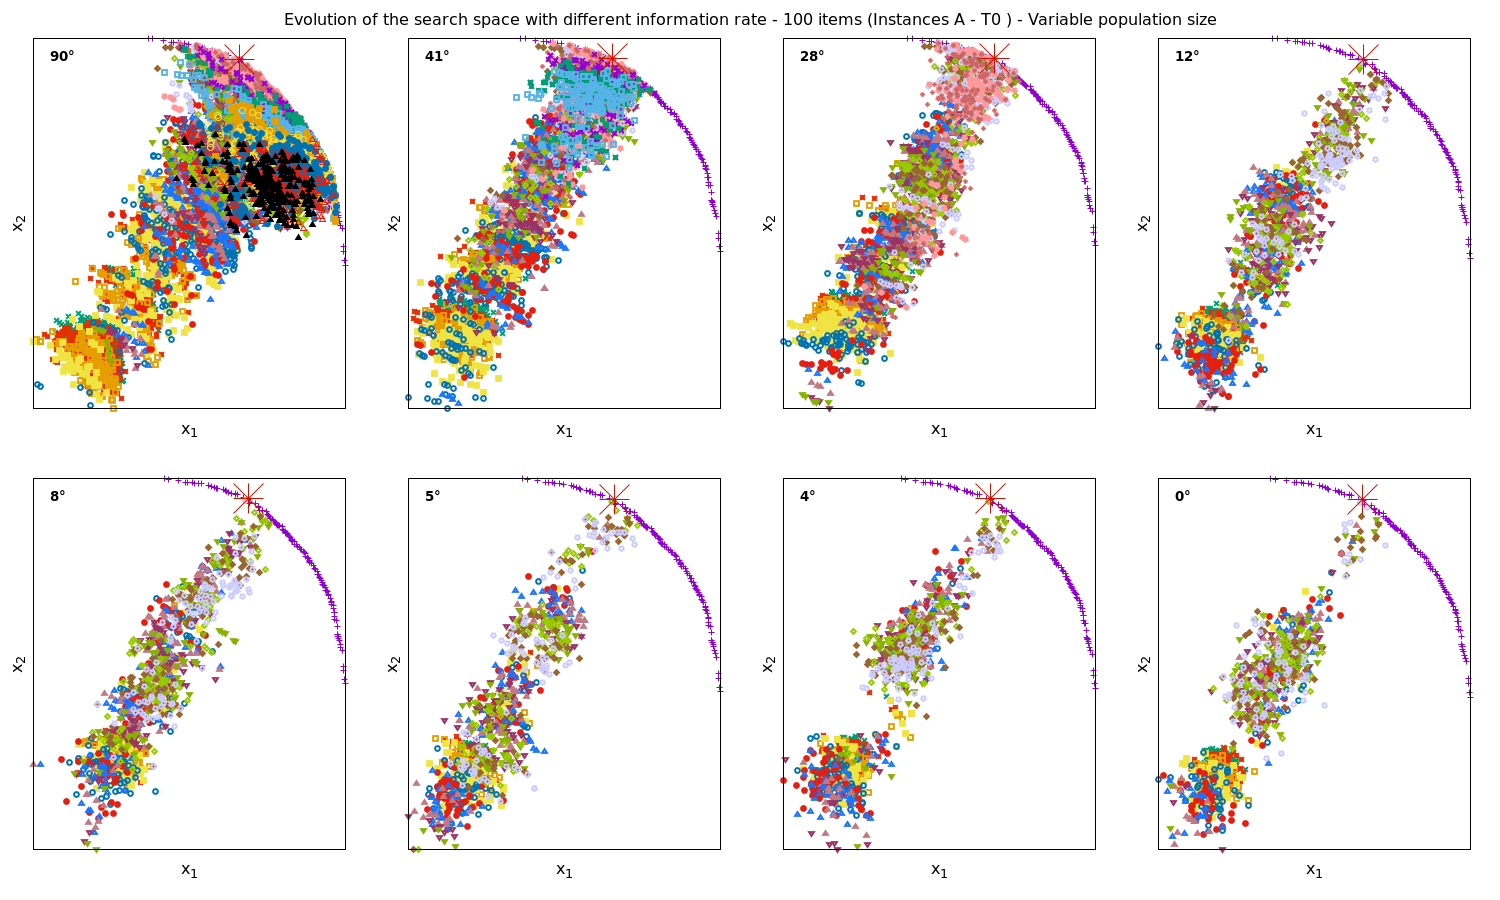 Evolution of the search space with different information rate - 100 items (Instances A - T0 ) - Variable population size
90°
41°
28°
12°
x2
x2
x2
x2
x1
x1
x1
x1
8°
5°
4°
0°
x2
x2
x2
x2
x1
x1
x1
x1